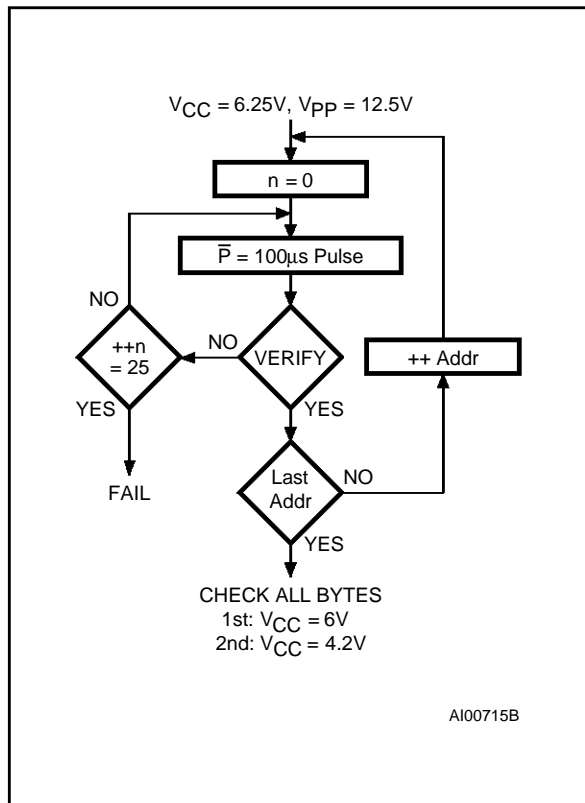 VCC = 6.25V, VPP = 12.5V
n = 0
P̅ = 100µs Pulse
NO
++n
= 25
NO
VERIFY
++ Addr
YES
YES
FAIL
Last
Addr
NO
YES
CHECK ALL BYTES
1st: VCC = 6V
2nd: VCC = 4.2V
AI00715B